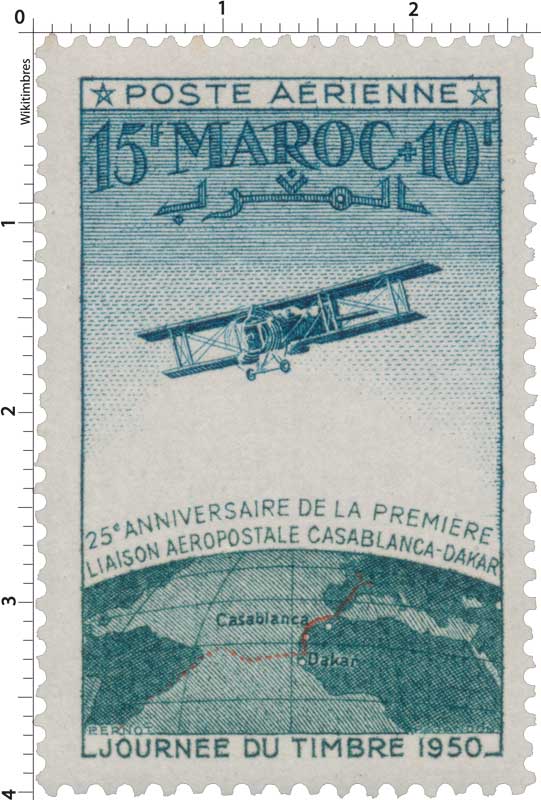 0 1 2
Wikitimbres
☆ POSTE AÉRIENNE ☆
15F MAROC +10F
المغرب
1
2
25e ANNIVERSAIRE DE LA PREMIERE
LIAISON AEROPOSTALE CASABLANCA-DAKAR
3
Casablanca
Dakar
PERNOT
JOURNEE DU TIMBRE 1950
4